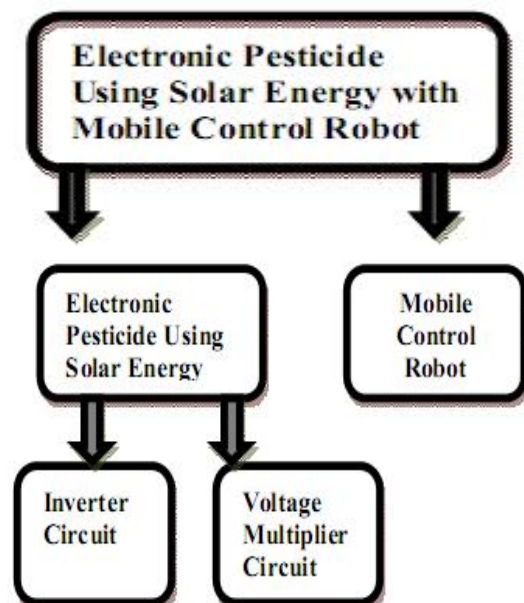 Electronic Pesticide
Using Solar Energy with
Mobile Control Robot
Electronic
Pesticide Using
Solar Energy
Mobile
Control
Robot
Inverter
Circuit
Voltage
Multiplier
Circuit